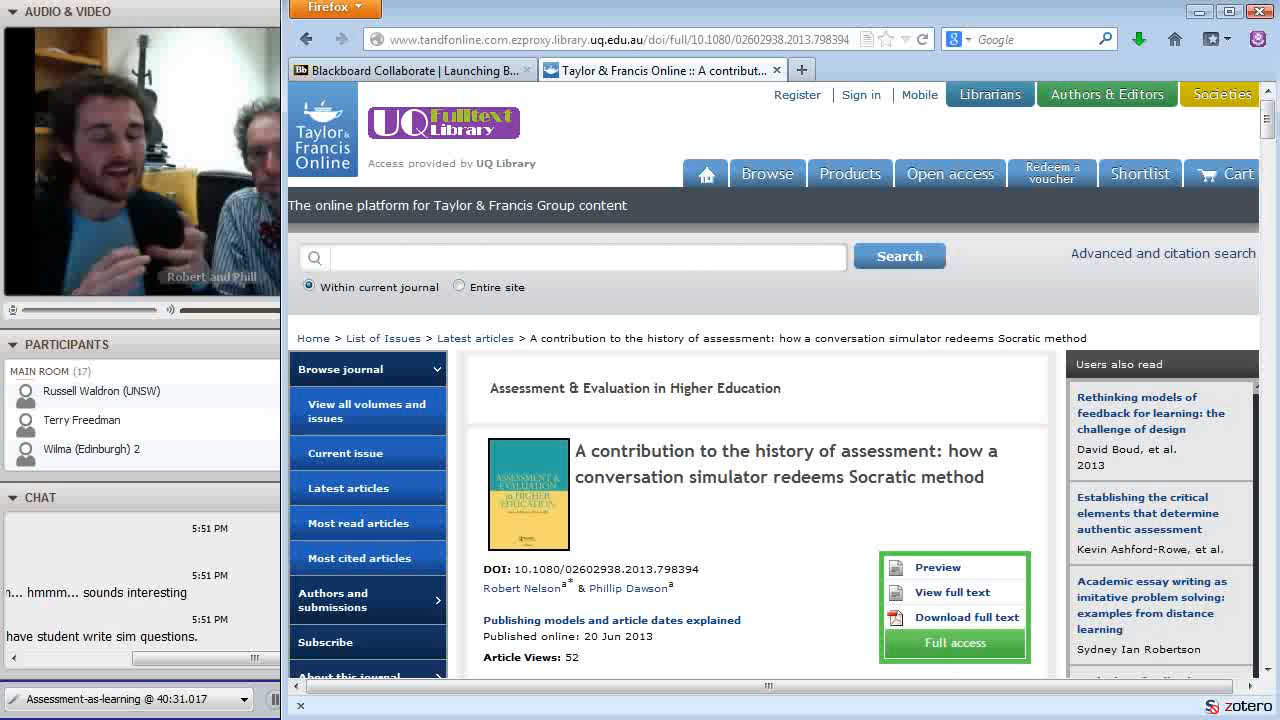 AUDIO & VIDEO
Robert and Phill
PARTICIPANTS
MAIN ROOM (17)
Russell Waldron (UNSW)
Terry Freedman
Wilma (Edinburgh) 2
CHAT
5:51 PM
5:51 PM
n... hmmm... sounds interesting
5:51 PM
have student write sim questions.
Assessment-as-learning @ 40:31.017
Firefox
www.tandfonline.com.ezproxy.library.uq.edu.au/doi/full/10.1080/02602938.2013.798394
Google
Bb Blackboard Collaborate | Launching B...
Taylor & Francis Online :: A contribut...
Register | Sign in | Mobile
Librarians
Authors & Editors
Societies
Taylor &
Francis
Online
UQ Fulltext
Library
Access provided by UQ Library
Browse
Products
Open access
Redeem a
voucher
Shortlist
Cart
The online platform for Taylor & Francis Group content
Search
Advanced and citation search
Within current journal
Entire site
Home > List of Issues > Latest articles > A contribution to the history of assessment: how a conversation simulator redeems Socratic method
Browse journal
View all volumes and
issues
Current issue
Latest articles
Most read articles
Most cited articles
Authors and
submissions
Subscribe
About this journal
Assessment & Evaluation in Higher Education
ASSESSMENT &
EVALUATION
in HIGHER
EDUCATION
A contribution to the history of assessment: how a
conversation simulator redeems Socratic method
DOI: 10.1080/02602938.2013.798394
Robert Nelsona* & Phillip Dawsona
Publishing models and article dates explained
Published online: 20 Jun 2013
Article Views: 52
Preview
View full text
Download full text
Full access
Users also read
Rethinking models of
feedback for learning: the
challenge of design
David Boud, et al.
2013
Establishing the critical
elements that determine
authentic assessment
Kevin Ashford-Rowe, et al.
Academic essay writing as
imitative problem solving:
examples from distance
learning
Sydney Ian Robertson
zotero